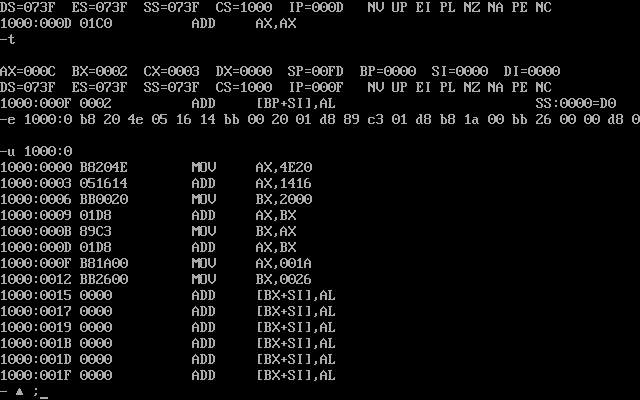 DS=073F  ES=073F  SS=073F  CS=1000  IP=000D   NV UP EI PL NZ NA PE NC
1000:000D 01C0          ADD     AX,AX
-t

AX=000C  BX=0002  CX=0003  DX=0000  SP=00FD  BP=0000  SI=0000  DI=0000
DS=073F  ES=073F  SS=073F  CS=1000  IP=000F   NV UP EI PL NZ NA PE NC
1000:000F 0002          ADD     [BP+SI],AL                         SS:0000=D0
-e 1000:0 b8 20 4e 05 16 14 bb 00 20 01 d8 89 c3 01 d8 b8 1a 00 bb 26 00 00 d8 0

-u 1000:0
1000:0000 B8204E        MOV     AX,4E20
1000:0003 051614        ADD     AX,1416
1000:0006 BB0020        MOV     BX,2000
1000:0009 01D8          ADD     AX,BX
1000:000B 89C3          MOV     BX,AX
1000:000D 01D8          ADD     AX,BX
1000:000F B81A00        MOV     AX,001A
1000:0012 BB2600        MOV     BX,0026
1000:0015 0000          ADD     [BX+SI],AL
1000:0017 0000          ADD     [BX+SI],AL
1000:0019 0000          ADD     [BX+SI],AL
1000:001B 0000          ADD     [BX+SI],AL
1000:001D 0000          ADD     [BX+SI],AL
1000:001F 0000          ADD     [BX+SI],AL
- ▲ ;_